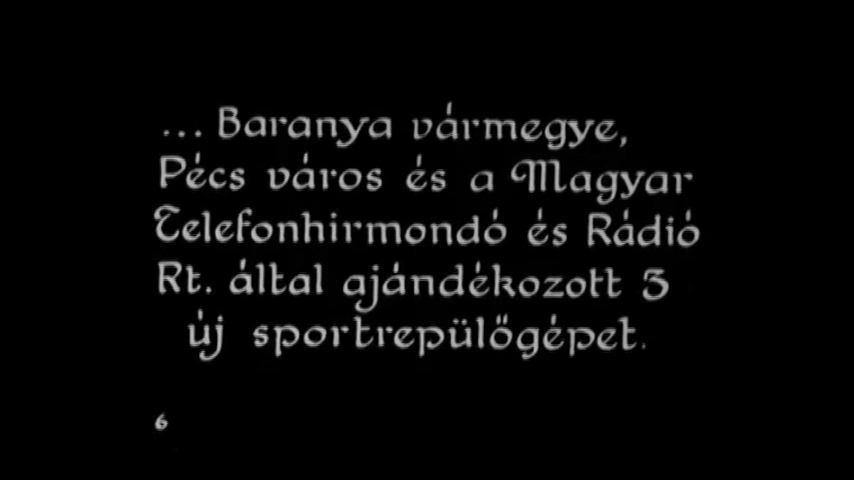 ... Baranya vármegye,
Pécs város és a Magyar
Telefonhirmondó és Rádió
Rt. által ajándékozott 3
új sportrepülőgépet.
6